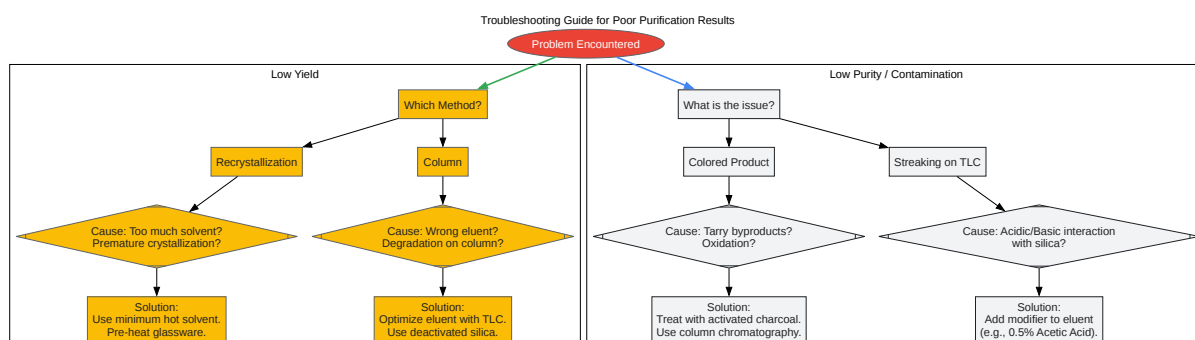 Troubleshooting Guide for Poor Purification Results
Problem Encountered
Low Yield
Low Purity / Contamination
Which Method?
What is the issue?
Recrystallization
Column
Colored Product
Streaking on TLC
Cause: Too much solvent?
Premature crystallization?
Cause: Wrong eluent?
Degradation on column?
Cause: Tarry byproducts?
Oxidation?
Cause: Acidic/Basic interaction
with silica?
Solution:
Use minimum hot solvent.
Pre-heat glassware.
Solution:
Optimize eluent with TLC.
Use deactivated silica.
Solution:
Treat with activated charcoal.
Use column chromatography.
Solution:
Add modifier to eluent
(e.g., 0.5% Acetic Acid).